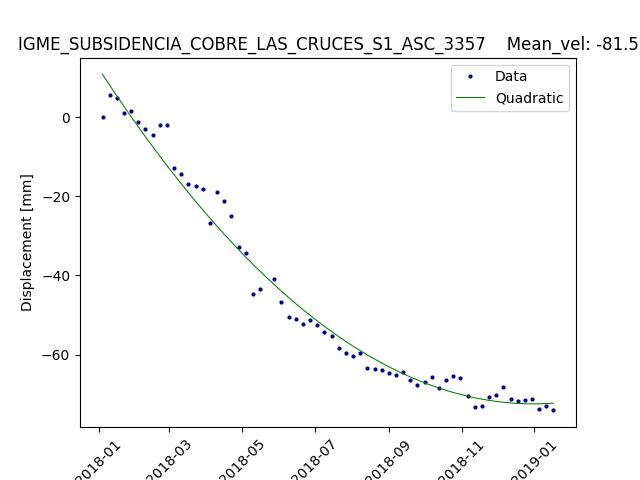 IGME_SUBSIDENCIA_COBRE_LAS_CRUCES_S1_ASC_3357 Mean_vel: -81.5
Data
Quadratic
Displacement [mm]
0
−20
−40
−60
2018-01
2018-03
2018-05
2018-07
2018-09
2018-11
2019-01